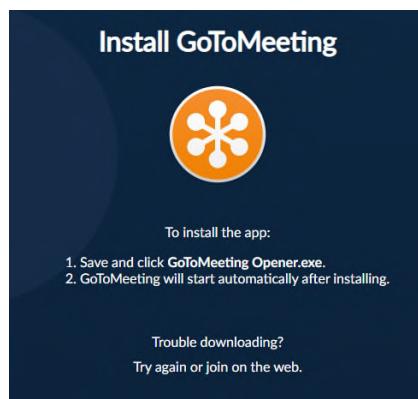 Install GoToMeeting
To install the app:
1. Save and click GoToMeeting Opener.exe.
2. GoToMeeting will start automatically after installing.
Trouble downloading?
Try again or join on the web.